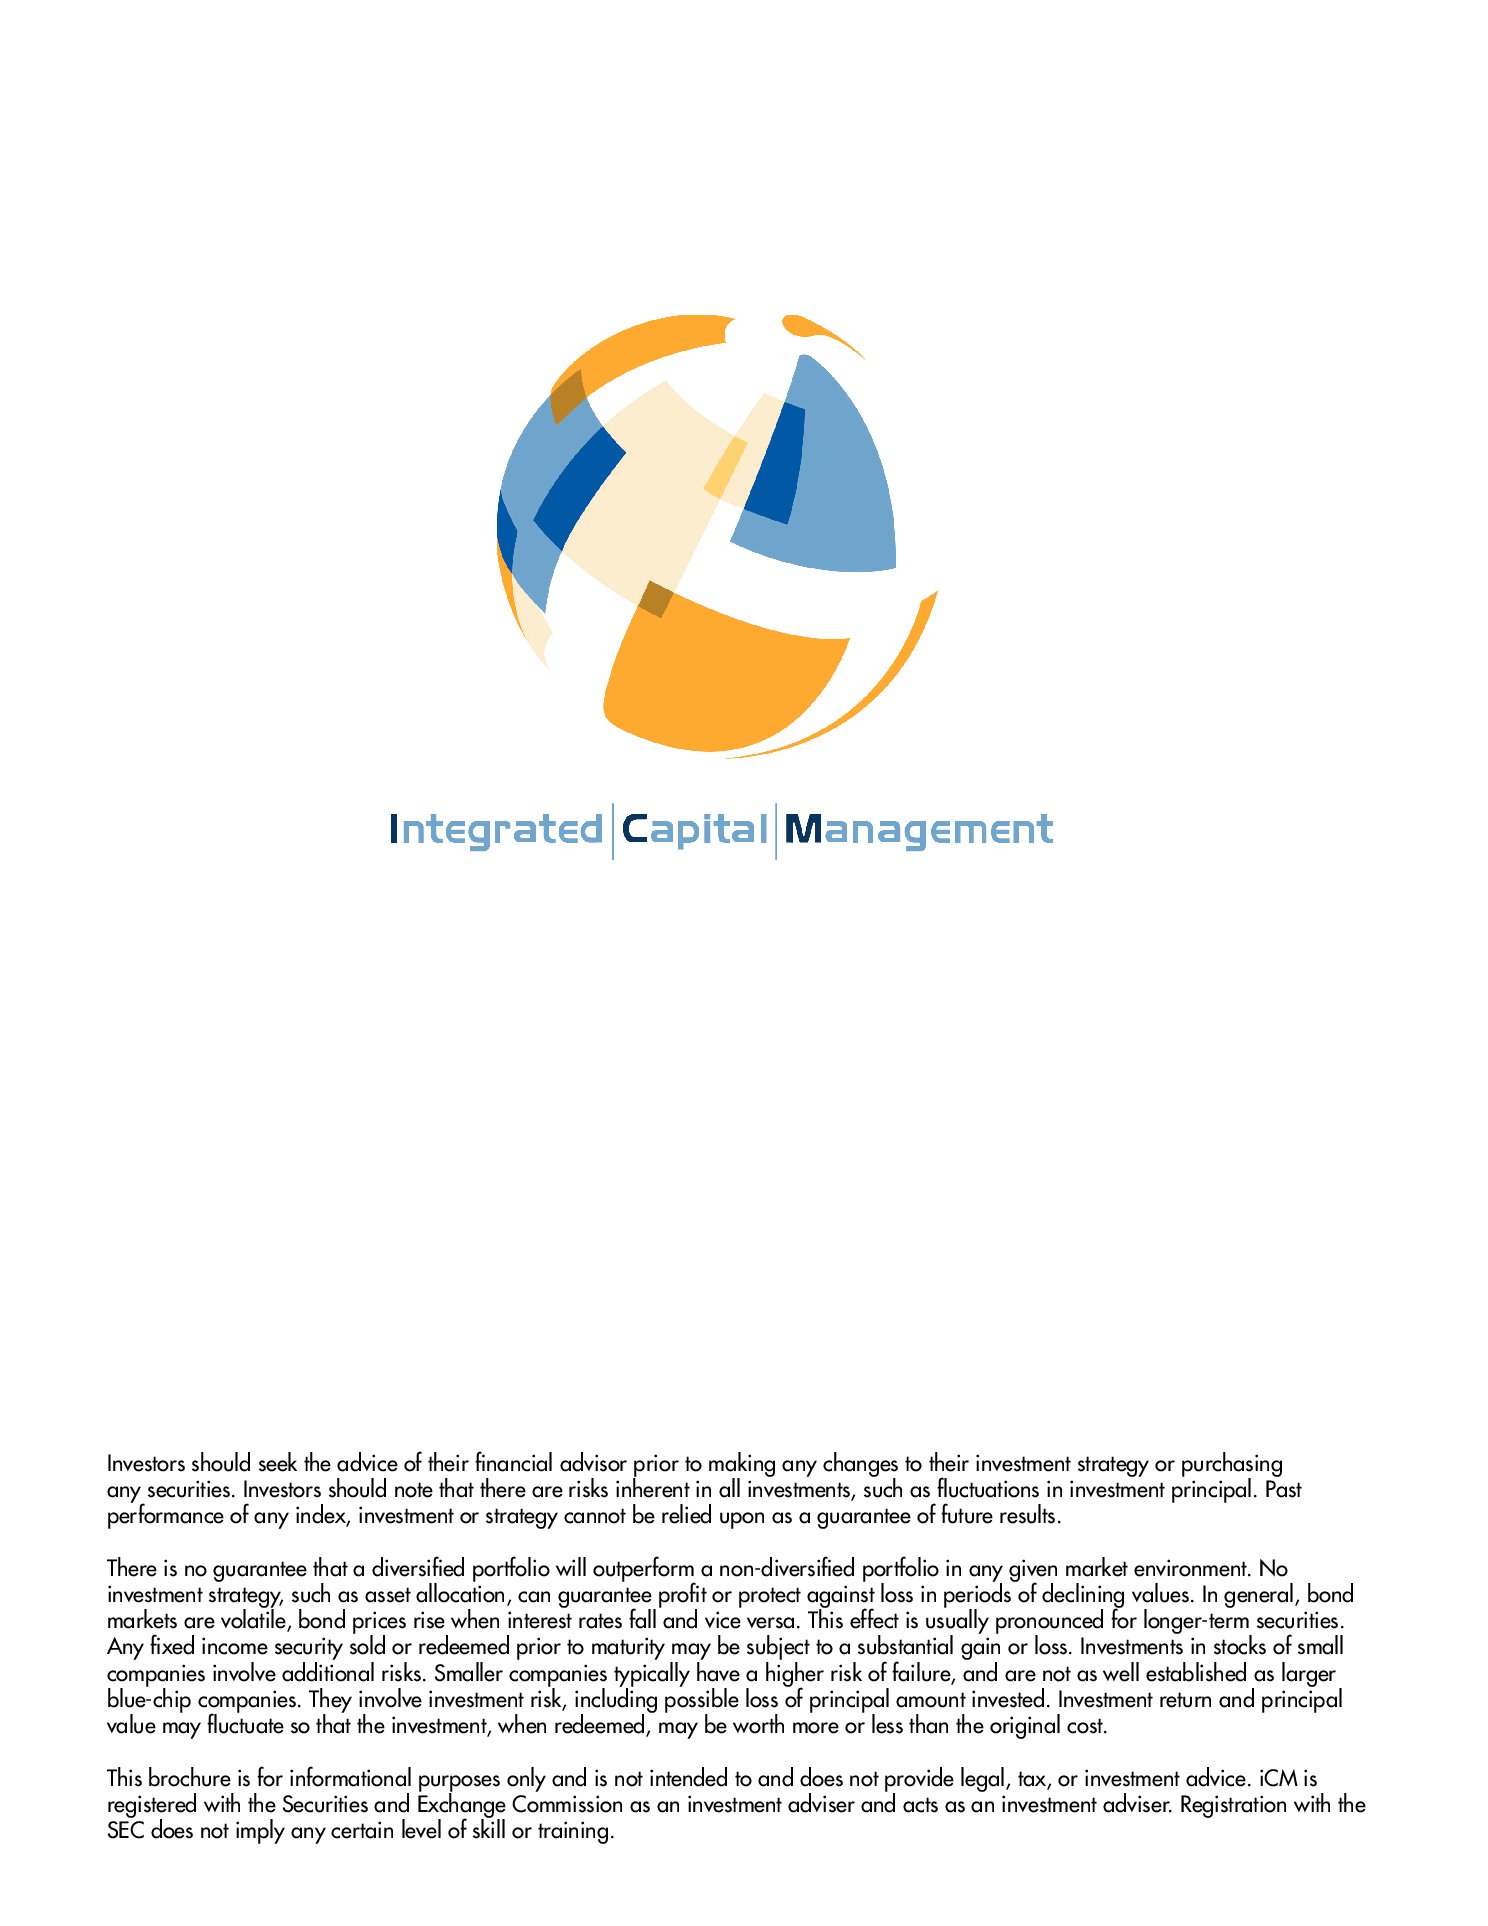 Integrated Capital Management
Investors should seek the advice of their financial advisor prior to making any changes to their investment strategy or purchasing
any securities. Investors should note that there are risks inherent in all investments, such as fluctuations in investment principal. Past
performance of any index, investment or strategy cannot be relied upon as a guarantee of future results.
There is no guarantee that a diversified portfolio will outperform a non-diversified portfolio in any given market environment. No
investment strategy, such as asset allocation, can guarantee profit or protect against loss in periods of declining values. In general, bond
markets are volatile, bond prices rise when interest rates fall and vice versa. This effect is usually pronounced for longer-term securities.
Any fixed income security sold or redeemed prior to maturity may be subject to a substantial gain or loss. Investments in stocks of small
companies involve additional risks. Smaller companies typically have a higher risk of failure, and are not as well established as larger
blue-chip companies. They involve investment risk, including possible loss of principal amount invested. Investment return and principal
value may fluctuate so that the investment, when redeemed, may be worth more or less than the original cost.
This brochure is for informational purposes only and is not intended to and does not provide legal, tax, or investment advice. iCM is
registered with the Securities and Exchange Commission as an investment adviser and acts as an investment adviser. Registration with the
SEC does not imply any certain level of skill or training.